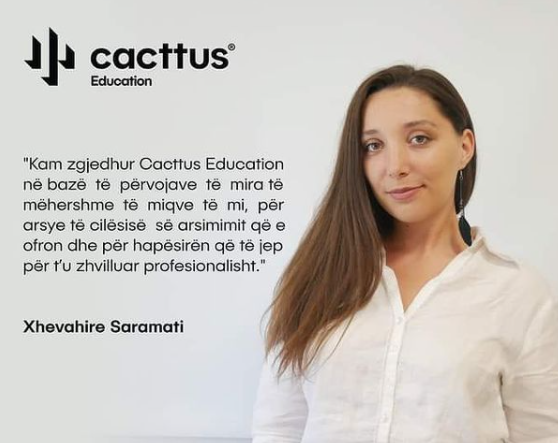 cacttus®
Education
"Kam zgjedhur Cacttus Education
në bazë të përvojave të mira të
mëhershme të miqve të mi, për
arsye të cilësisë së arsimimit që e
ofron dhe për hapësirën që të jep
për t'u zhvilluar profesionalisht."
Xhevahire Saramati